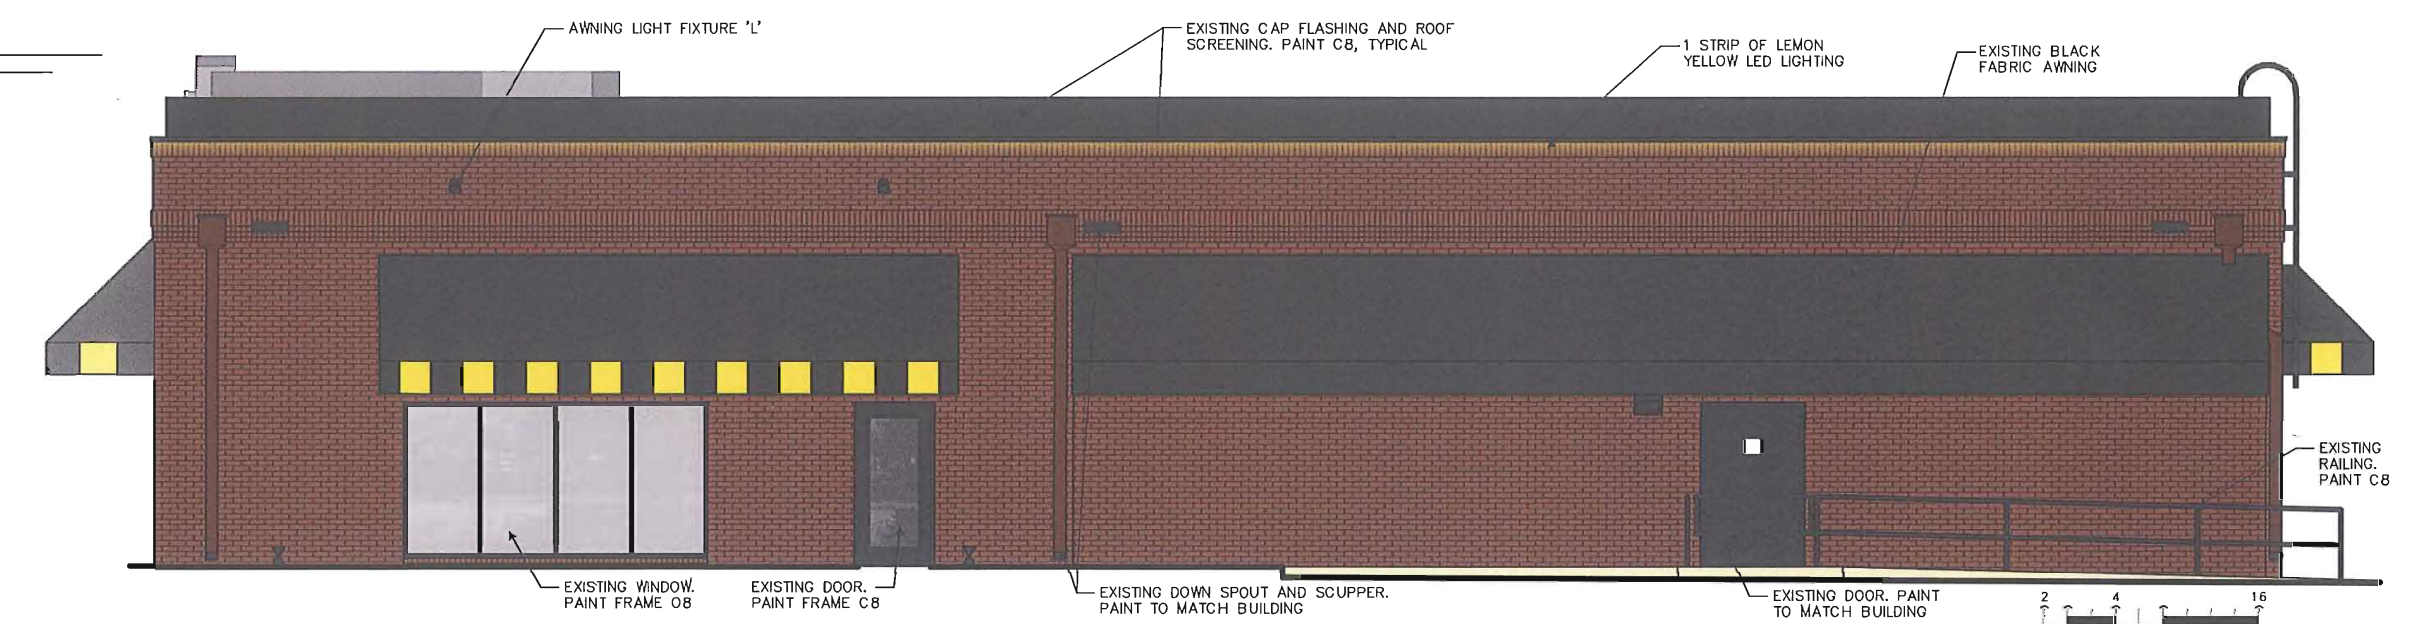 AWNING LIGHT FIXTURE 'L'
EXISTING CAP FLASHING AND ROOF
SCREENING. PAINT C8, TYPICAL
1 STRIP OF LEMON
YELLOW LED LIGHTING
EXISTING BLACK
FABRIC AWNING
EXISTING
RAILING.
PAINT C8
EXISTING WINDOW.
PAINT FRAME 08
EXISTING DOOR.
PAINT FRAME C8
EXISTING DOWN SPOUT AND SCUPPER.
PAINT TO MATCH BUILDING
EXISTING DOOR. PAINT
TO MATCH BUILDING
2 4 16